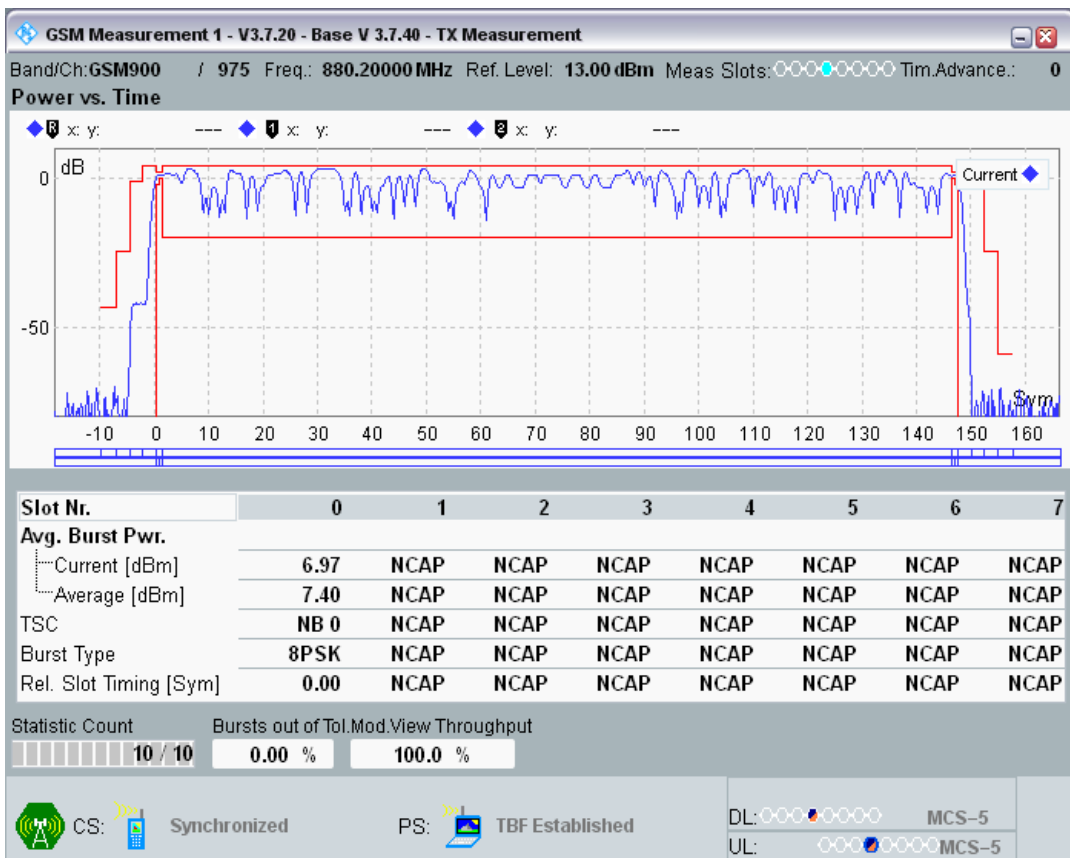 GSM Measurement 1 - V3.7.20 - Base V 3.7.40 - TX Measurement
Band/Ch:GSM900 / 975 Freq.: 880.20000 MHz Ref. Level: 13.00 dBm Meas Slots: Tim.Advance.: 0
Power vs. Time
R x: y: --- 1 x: y: --- 2 x: y: ---
dB
Current
0
-50
Sym
-10 0 10 20 30 40 50 60 70 80 90 100 110 120 130 140 150 160
Slot Nr. 0 1 2 3 4 5 6 7
Avg. Burst Pwr.
Current [dBm] 6.97 NCAP NCAP NCAP NCAP NCAP NCAP NCAP
Average [dBm] 7.40 NCAP NCAP NCAP NCAP NCAP NCAP NCAP
TSC NB 0 NCAP NCAP NCAP NCAP NCAP NCAP NCAP
Burst Type 8PSK NCAP NCAP NCAP NCAP NCAP NCAP NCAP
Rel. Slot Timing [Sym] 0.00 NCAP NCAP NCAP NCAP NCAP NCAP NCAP
Statistic Count Bursts out of Tol.Mod.View Throughput
10 / 10 0.00 % 100.0 %
CS: Synchronized PS: TBF Established DL: MCS-5
UL: MCS-5